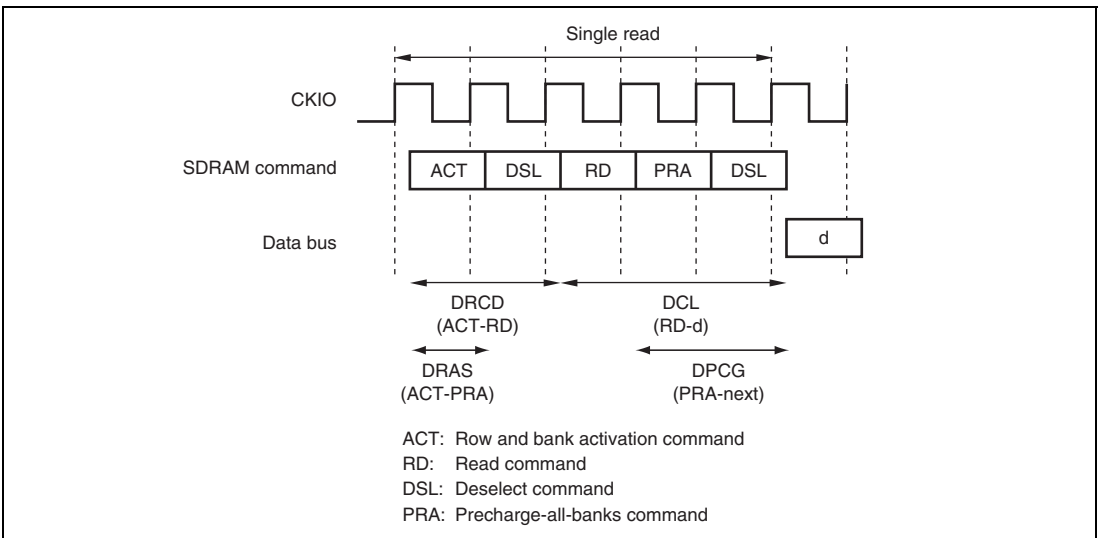 Single read
CKIO
SDRAM command
ACT DSL RD PRA DSL
Data bus
d
DRCD
(ACT-RD)
DCL
(RD-d)
DRAS
(ACT-PRA)
DPCG
(PRA-next)
ACT: Row and bank activation command
RD: Read command
DSL: Deselect command
PRA: Precharge-all-banks command